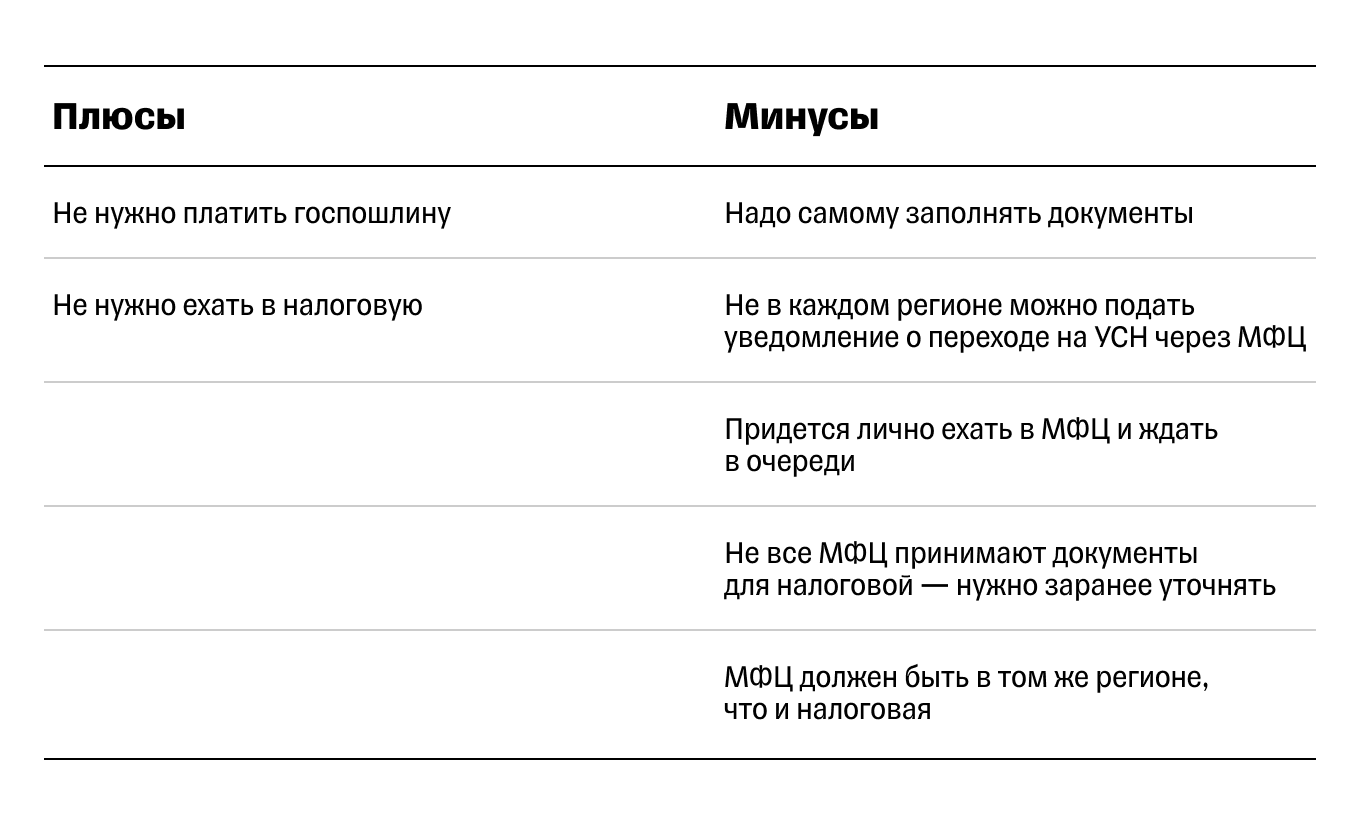 Плюсы
Минусы
Не нужно платить госпошлину
Надо самому заполнять документы
Не нужно ехать в налоговую
Не в каждом регионе можно подать
уведомление о переходе на УСН через МФЦ
Придется лично ехать в МФЦ и ждать
в очереди
Не все МФЦ принимают документы
для налоговой — нужно заранее уточнять
МФЦ должен быть в том же регионе,
что и налоговая